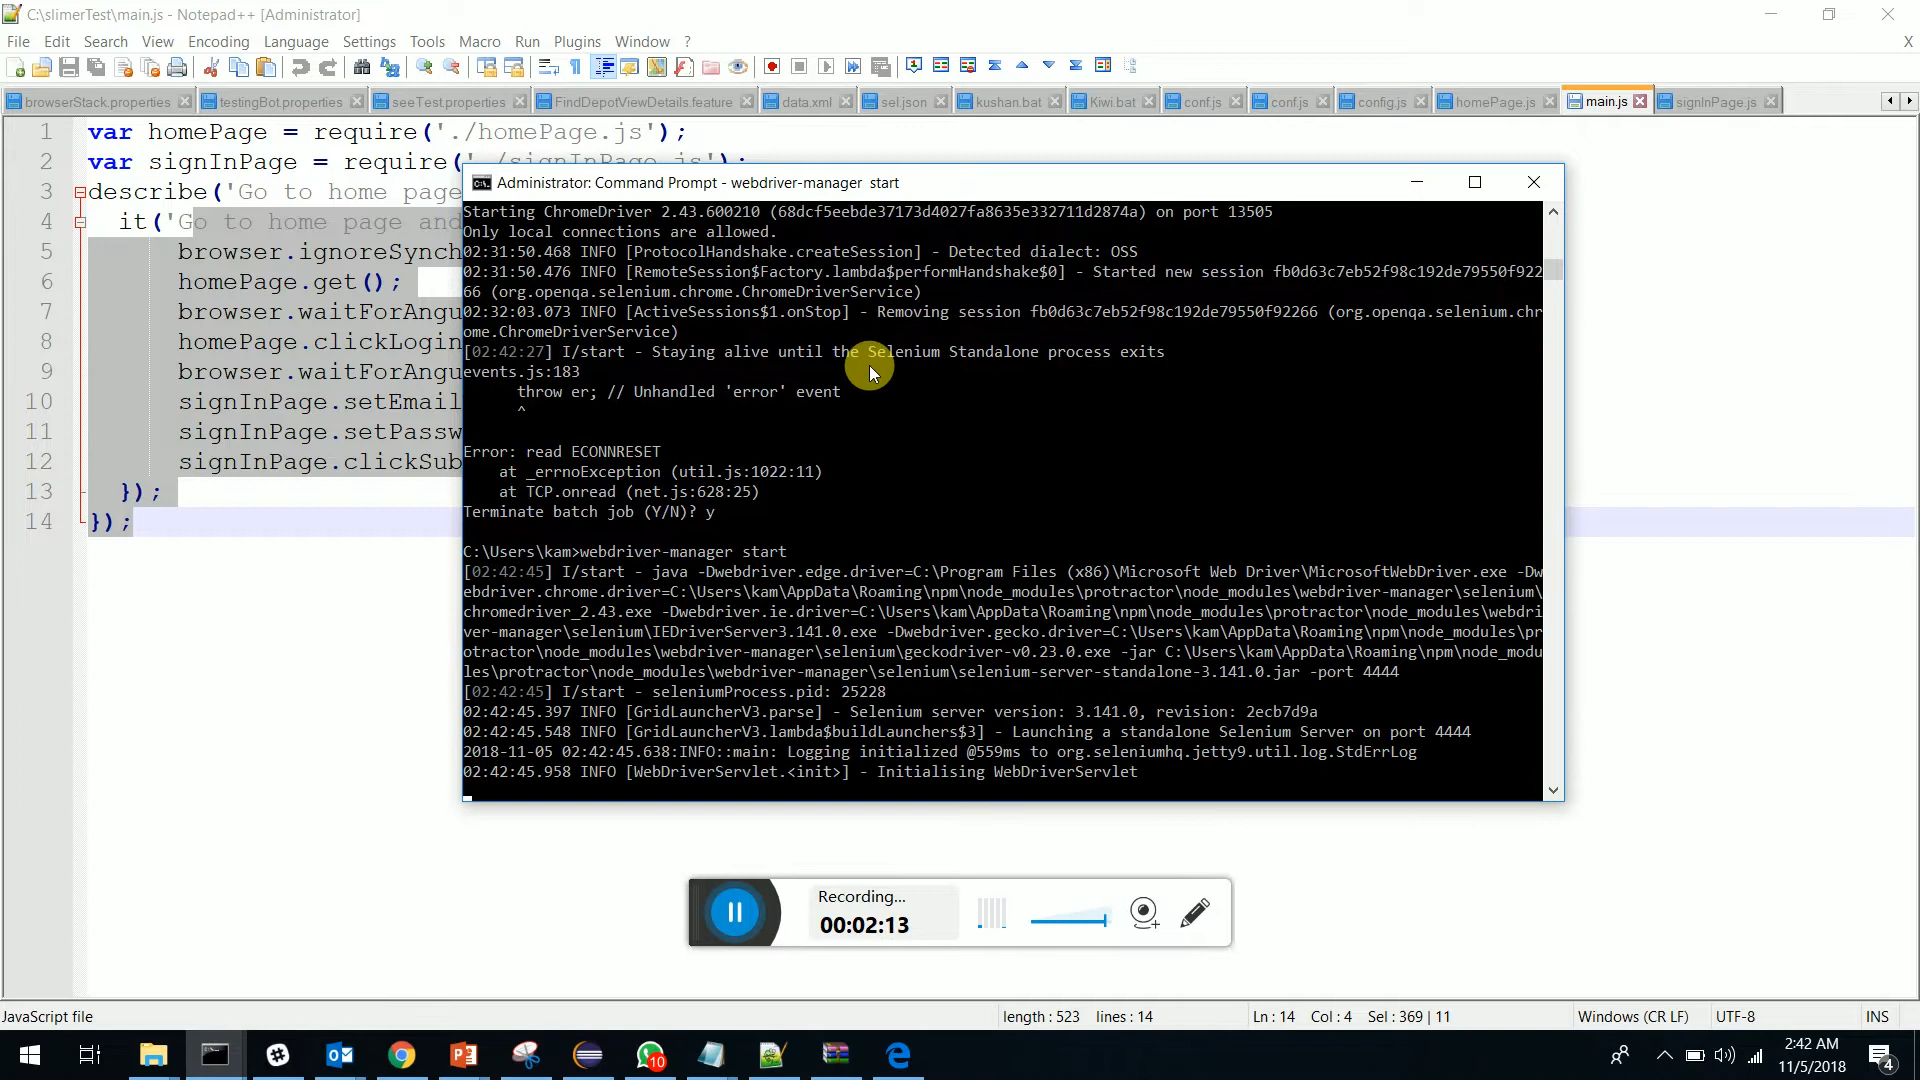 C:\slimerTest\main.js - Notepad++ [Administrator]
File Edit Search View Encoding Language Settings Tools Macro Run Plugins Window ?
X
browserStack.properties testingBot.properties seeTest.properties FindDepotViewDetails.feature data.xml sel.json kushan.bat Kiwi.bat conf.js conf.js config.js homePage.js main.js signInPage.js
1 var homePage = require('./homePage.js');
2 var signInPage = require('./signInPage.js');
3 describe('Go to home page
4 it('Go to home page and
5 browser.ignoreSynch
6 homePage.get();
7 browser.waitForAngu
8 homePage.clickLogin
9 browser.waitForAngu
10 signInPage.setEmail
11 signInPage.setPassw
12 signInPage.clickSub
13 });
14 });
Administrator: Command Prompt - webdriver-manager start
Starting ChromeDriver 2.43.600210 (68dcf5eebde37173d4027fa8635e332711d2874a) on port 13505
Only local connections are allowed.
02:31:50.468 INFO [ProtocolHandshake.createSession] - Detected dialect: OSS
02:31:50.476 INFO [RemoteSession$Factory.lambda$performHandshake$0] - Started new session fb0d63c7eb52f98c192de79550f922
66 (org.openqa.selenium.chrome.ChromeDriverService)
02:32:03.073 INFO [ActiveSessions$1.onStop] - Removing session fb0d63c7eb52f98c192de79550f92266 (org.openqa.selenium.chr
ome.ChromeDriverService)
[02:42:27] I/start - Staying alive until the Selenium Standalone process exits
events.js:183
throw er; // Unhandled 'error' event
^
Error: read ECONNRESET
at _errnoException (util.js:1022:11)
at TCP.onread (net.js:628:25)
Terminate batch job (Y/N)? y
C:\Users\kam>webdriver-manager start
[02:42:45] I/start - java -Dwebdriver.edge.driver=C:\Program Files (x86)\Microsoft Web Driver\MicrosoftWebDriver.exe -Dw
ebdriver.chrome.driver=C:\Users\kam\AppData\Roaming\npm\node_modules\protractor\node_modules\webdriver-manager\selenium\
chromedriver_2.43.exe -Dwebdriver.ie.driver=C:\Users\kam\AppData\Roaming\npm\node_modules\protractor\node_modules\webdri
ver-manager\selenium\IEDriverServer3.141.0.exe -Dwebdriver.gecko.driver=C:\Users\kam\AppData\Roaming\npm\node_modules\pr
otractor\node_modules\webdriver-manager\selenium\geckodriver-v0.23.0.exe -jar C:\Users\kam\AppData\Roaming\npm\node_modu
les\protractor\node_modules\webdriver-manager\selenium\selenium-server-standalone-3.141.0.jar -port 4444
[02:42:45] I/start - seleniumProcess.pid: 25228
02:42:45.397 INFO [GridLauncherV3.parse] - Selenium server version: 3.141.0, revision: 2ecb7d9a
02:42:45.548 INFO [GridLauncherV3.lambda$buildLaunchers$3] - Launching a standalone Selenium Server on port 4444
2018-11-05 02:42:45.638:INFO::main: Logging initialized @559ms to org.seleniumhq.jetty9.util.log.StdErrLog
02:42:45.958 INFO [WebDriverServlet.<init>] - Initialising WebDriverServlet
Recording...
00:02:13
JavaScript file length : 523 lines : 14 Ln : 14 Col : 4 Sel : 369 | 11 Windows (CR LF) UTF-8 INS
10
2:42 AM
11/5/2018
4